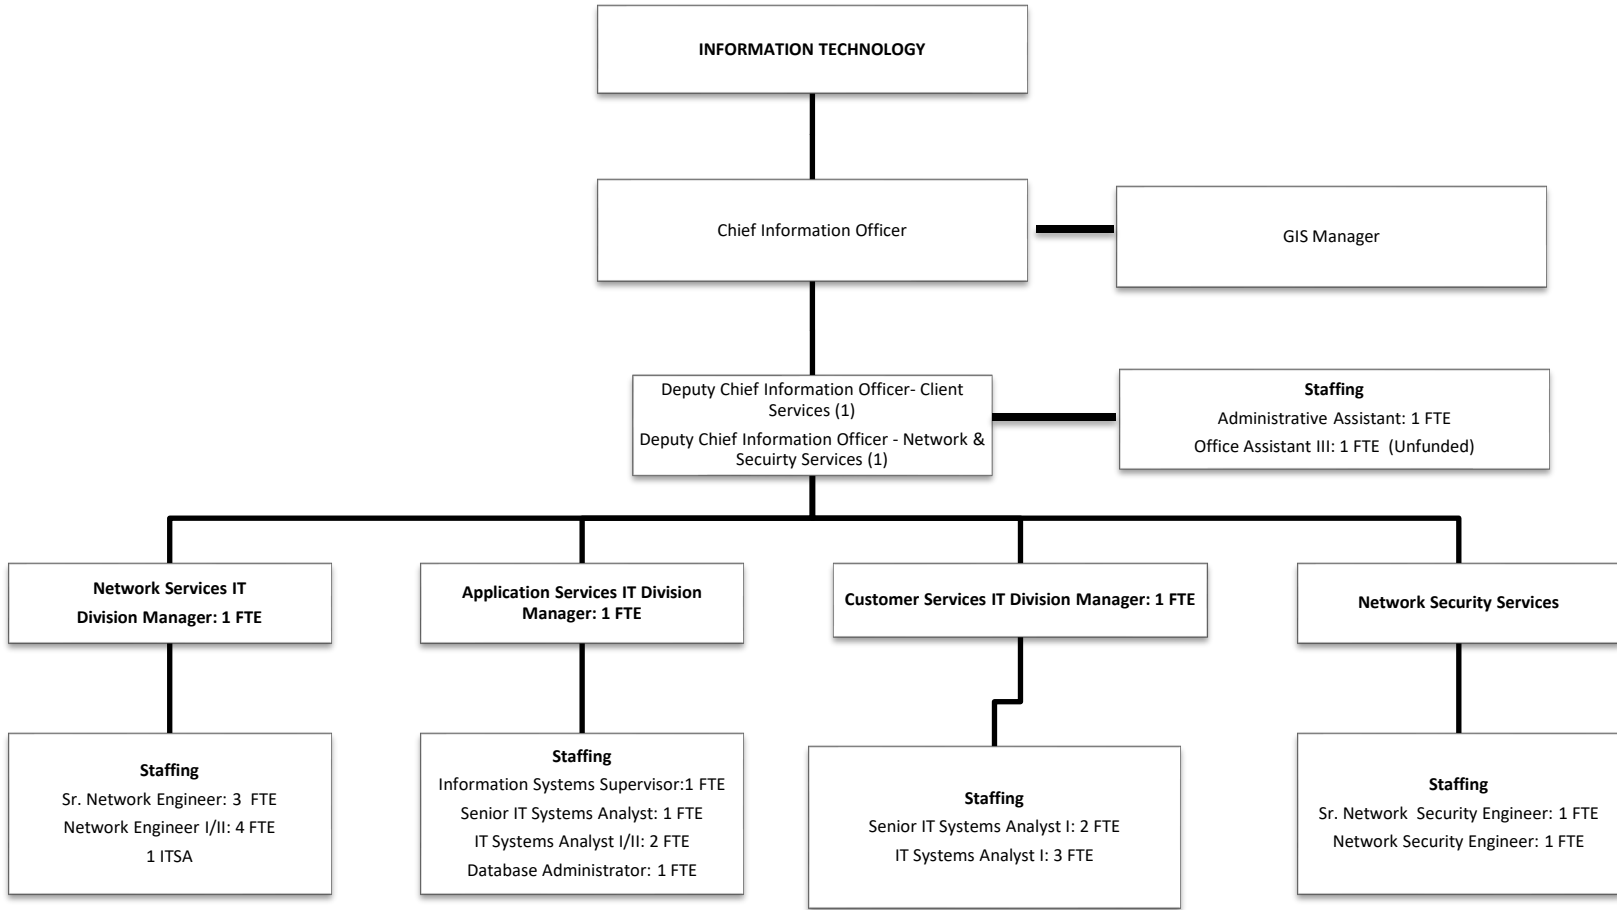 INFORMATION TECHNOLOGY
Chief Information Officer
GIS Manager
Deputy Chief Information Officer- Client
Services (1)
Deputy Chief Information Officer - Network &
Secuirty Services (1)
Staffing
Administrative Assistant: 1 FTE
Office Assistant III: 1 FTE  (Unfunded)
Network Services IT
Division Manager: 1 FTE
Application Services IT Division
Manager: 1 FTE
Customer Services IT Division Manager: 1 FTE
Network Security Services
Staffing
Sr. Network Engineer: 3  FTE
Network Engineer I/II: 4 FTE
1 ITSA
Staffing
Information Systems Supervisor:1 FTE
Senior IT Systems Analyst: 1 FTE
IT Systems Analyst I/II: 2 FTE
Database Administrator: 1 FTE
Staffing
Senior IT Systems Analyst I: 2 FTE
IT Systems Analyst I: 3 FTE
Staffing
Sr. Network  Security Engineer: 1 FTE
Network Security Engineer: 1 FTE